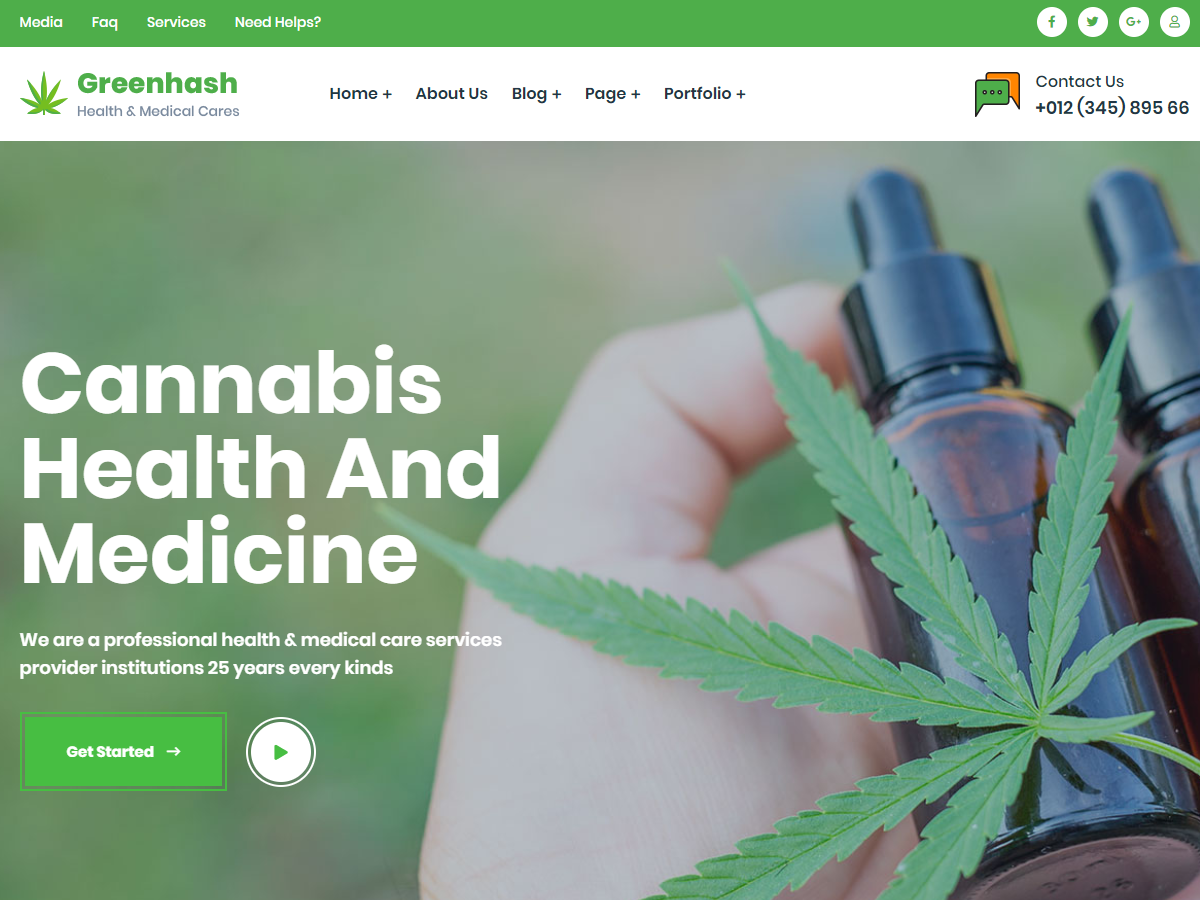 Media Faq Services Need Helps?
Greenhash
Health & Medical Cares
Home + About Us Blog + Page + Portfolio +
Contact Us
+012 (345) 895 66
Cannabis
Health And
Medicine
We are a professional health & medical care services
provider institutions 25 years every kinds
Get Started →